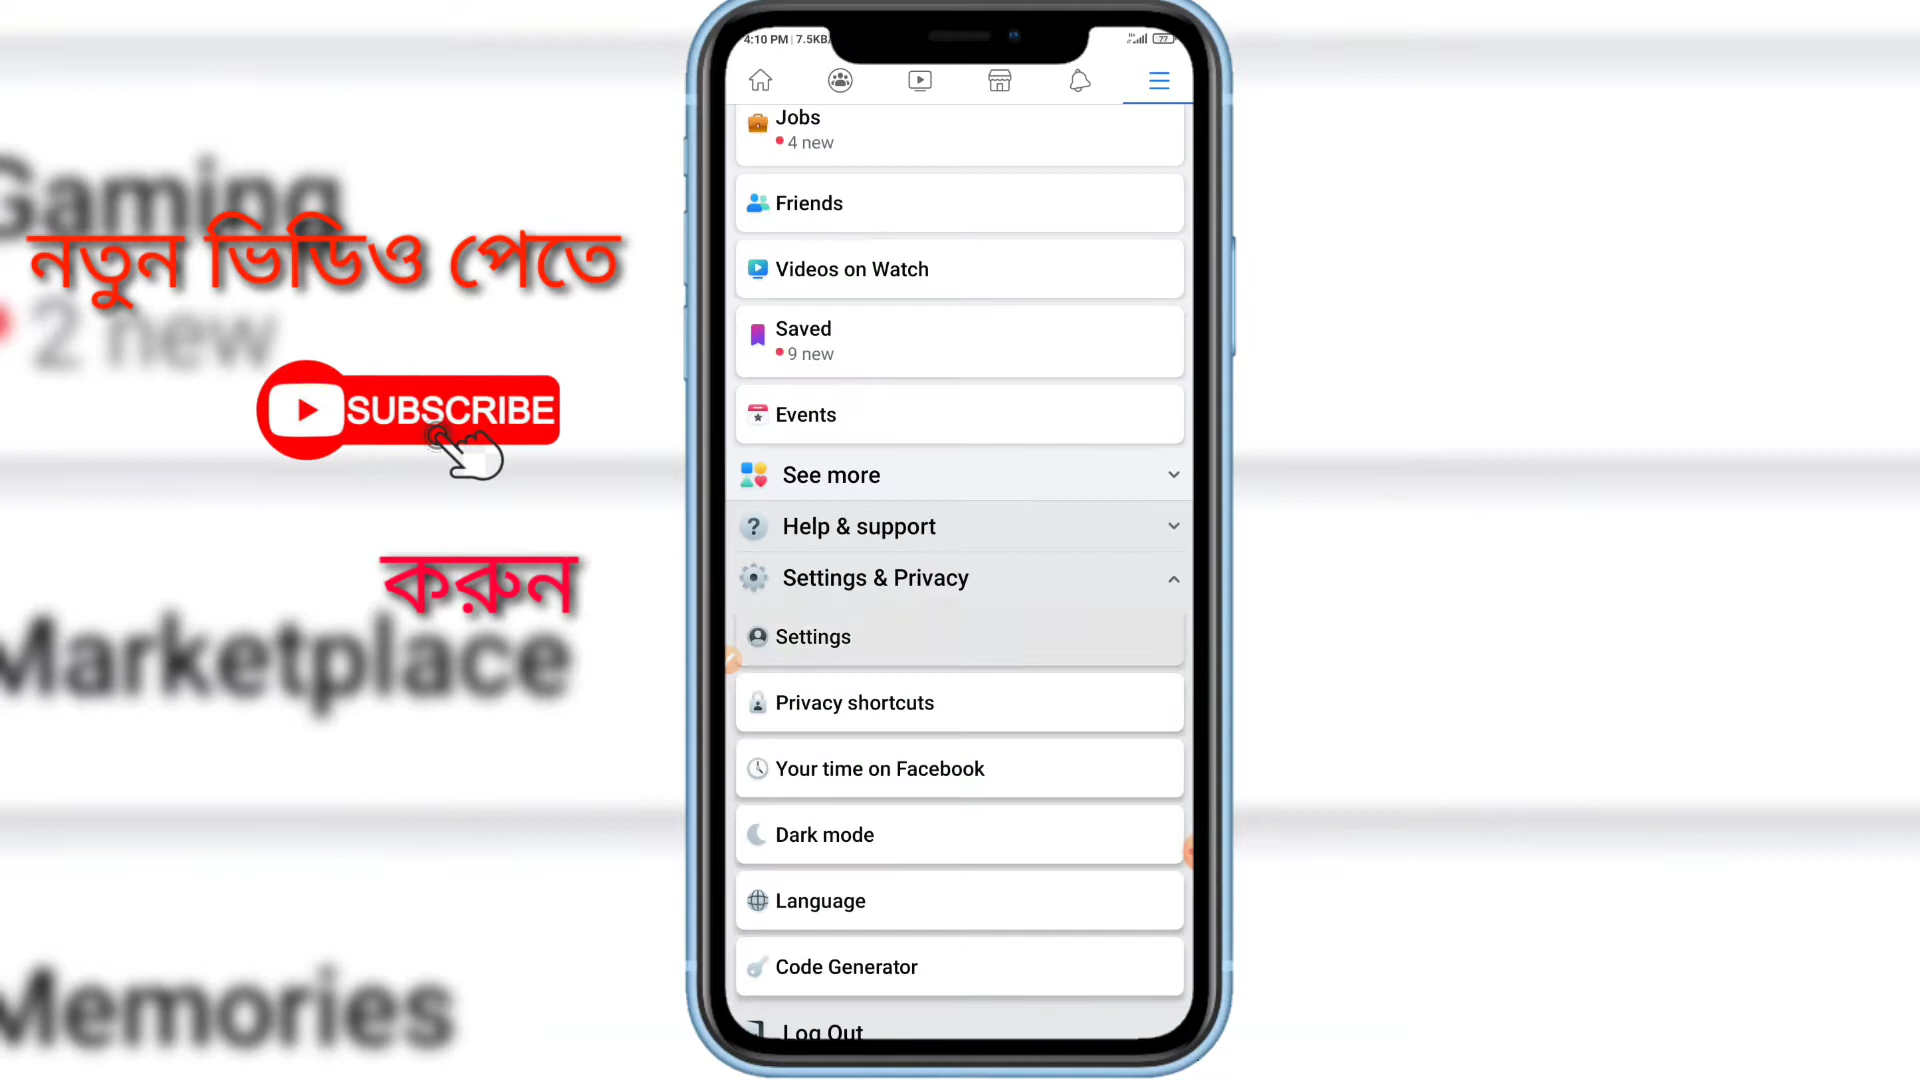 4:10 PM | 7.5KB/
77
Jobs
4 new
Friends
Videos on Watch
Saved
9 new
Events
See more
Help & support
Settings & Privacy
Settings
Privacy shortcuts
Your time on Facebook
Dark mode
Language
Code Generator
Log Out
Gaming
নতুন ভিডিও পেতে
2 new
SUBSCRIBE
করুন
Marketplace
Memories